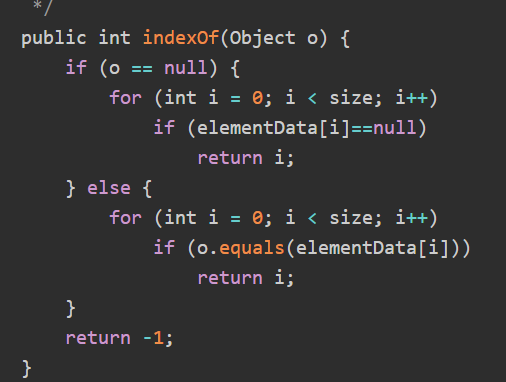 */
public int indexOf(Object o) {
if (o == null) {
for (int i = 0; i < size; i++)
if (elementData[i]==null)
return i;
} else {
for (int i = 0; i < size; i++)
if (o.equals(elementData[i]))
return i;
}
return -1;
}